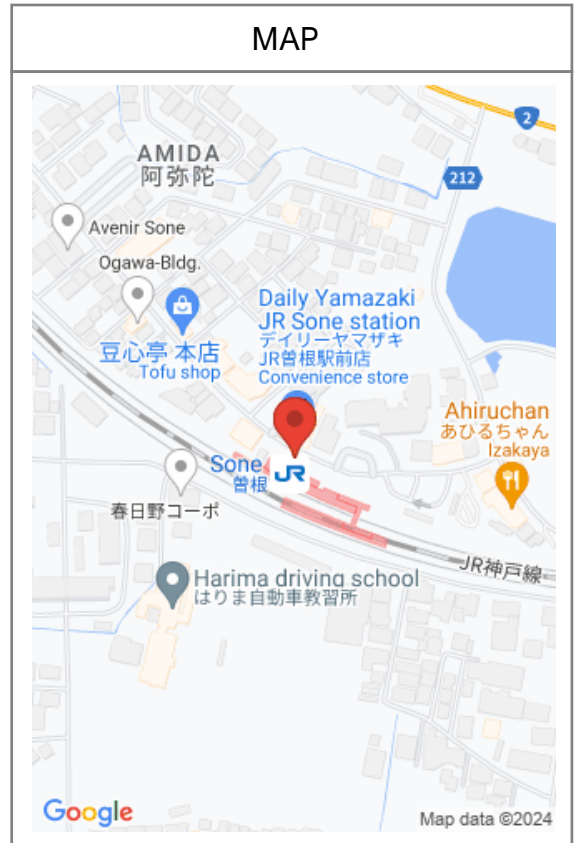 MAP
2
AMIDA
阿弥陀
212
Avenir Sone
Ogawa-Bldg.
Daily Yamazaki
JR Sone station
デイリーヤマザキ
JR曽根駅前店
Convenience store
豆心亭 本店
Tofu shop
Ahiruchan
あひるちゃん
Izakaya
Sone
曽根
JR
春日野コーポ
JR神戸線
Harima driving school
はりま自動車教習所
Google
Map data ©2024